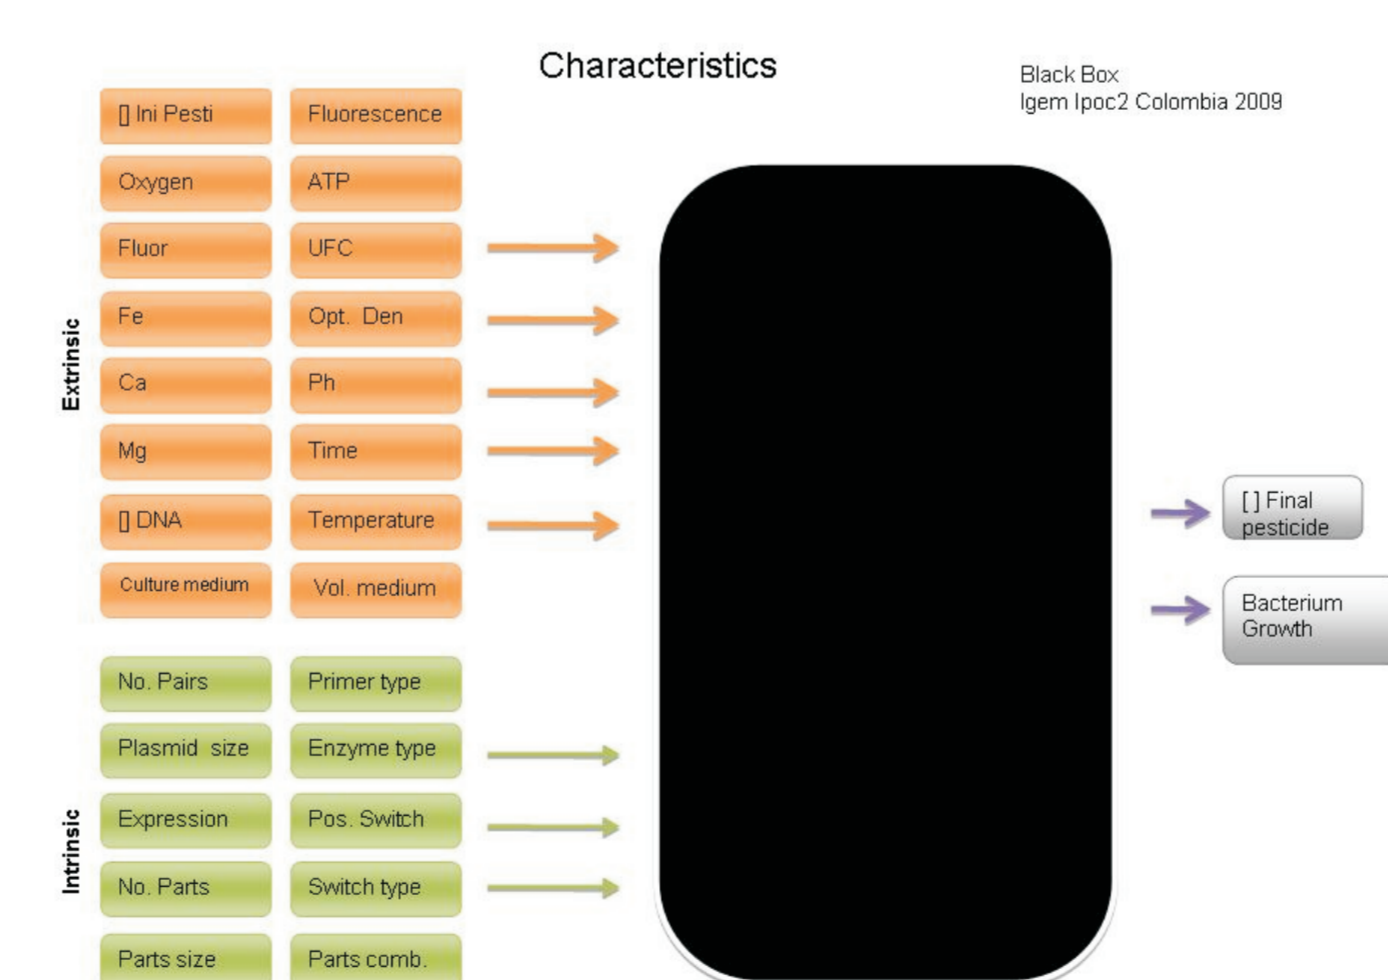 Characteristics
Black Box
Igem Ipoc2 Colombia 2009
Extrinsic
[] Ini Pesti
Fluorescence
Oxygen
ATP
Fluor
UFC
Fe
Opt. Den
Ca
Ph
Mg
Time
[] DNA
Temperature
Culture medium
Vol. medium
Intrinsic
No. Pairs
Primer type
Plasmid size
Enzyme type
Expression
Pos. Switch
No. Parts
Switch type
Parts size
Parts comb.
[ ] Final
pesticide
Bacterium
Growth